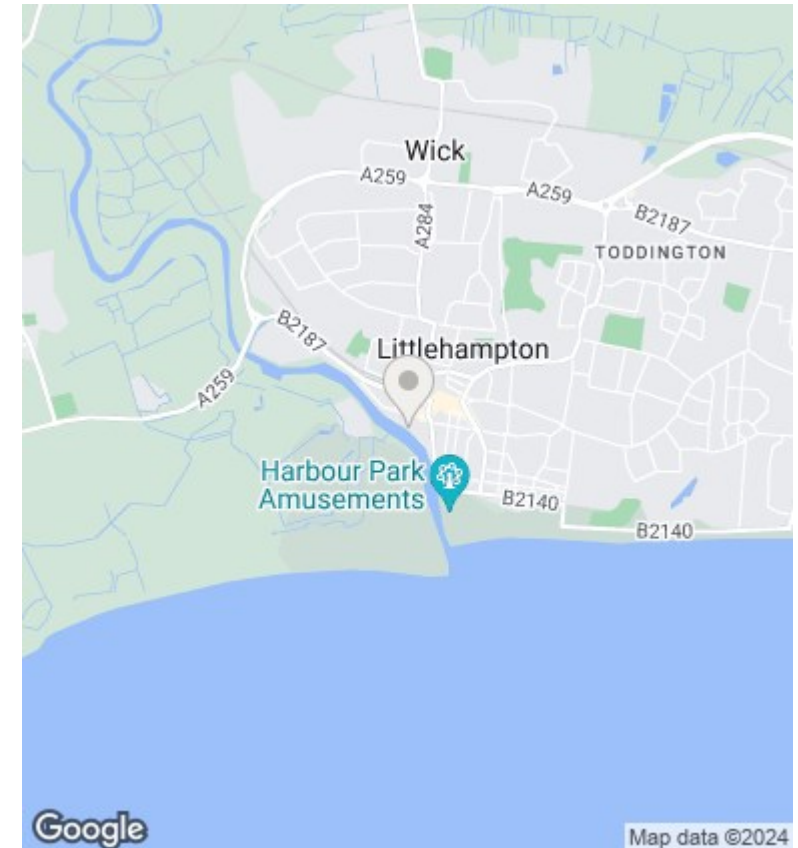 Wick
A259
A259
B2187
A284
TODDINGTON
B2187
Littlehampton
A259
Harbour Park
Amusements
B2140
B2140
Google
Map data ©2024